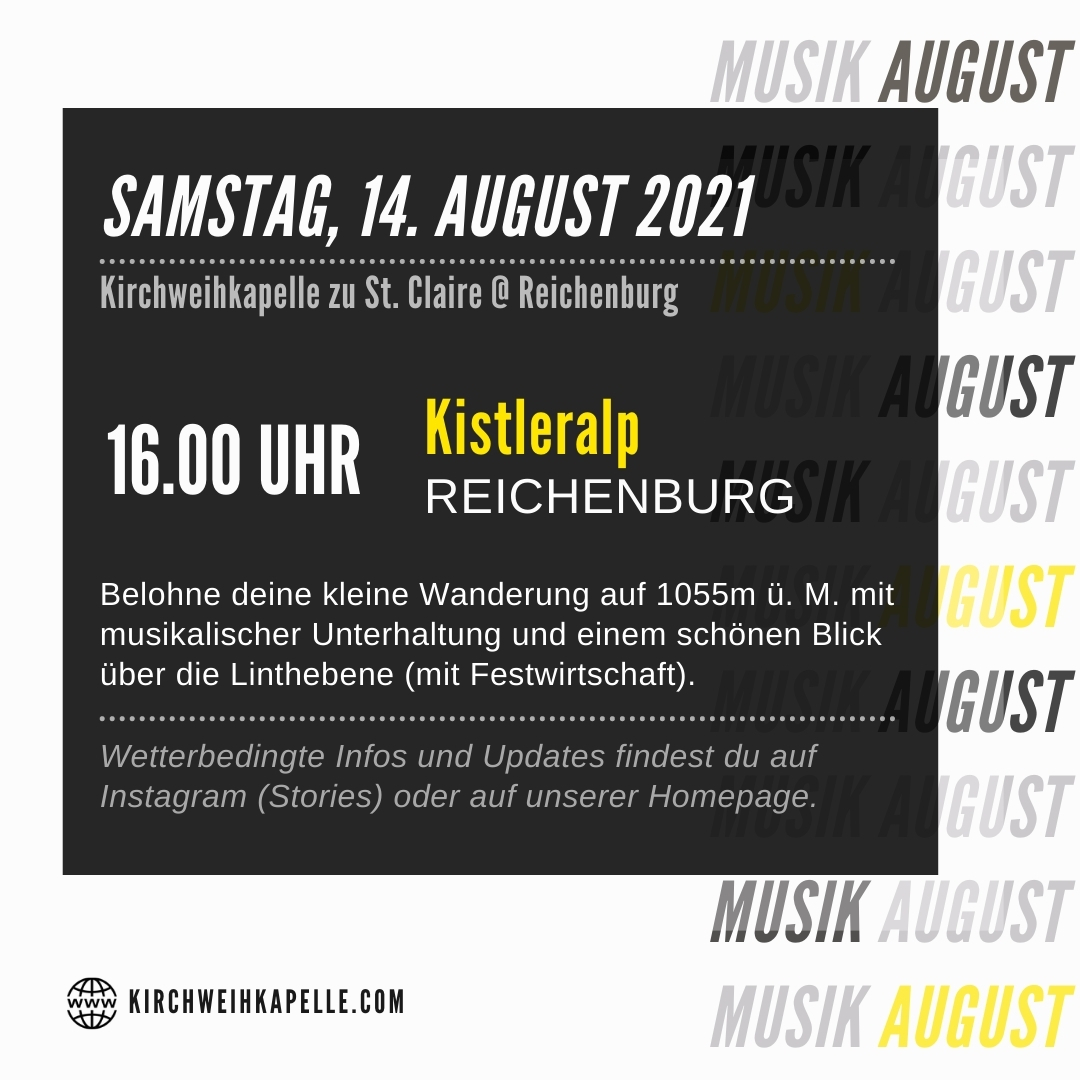 MUSIK AUGUST
MUSIK AUGUST
SAMSTAG, 14. AUGUST 2021
MUSIK AUGUST
Kirchweihkapelle zu St. Claire @ Reichenburg
MUSIK AUGUST
Kistleralp
16.00 UHR
REICHENBURG
MUSIK AUGUST
Belohne deine kleine Wanderung auf 1055m ü. M. mit
musikalischer Unterhaltung und einem schönen Blick
über die Linthebene (mit Festwirtschaft).
MUSIK AUGUST
MUSIK AUGUST
Wetterbedingte Infos und Updates findest du auf
Instagram (Stories) oder auf unserer Homepage.
MUSIK AUGUST
MUSIK AUGUST
www KIRCHWEIHKAPELLE.COM
MUSIK AUGUST